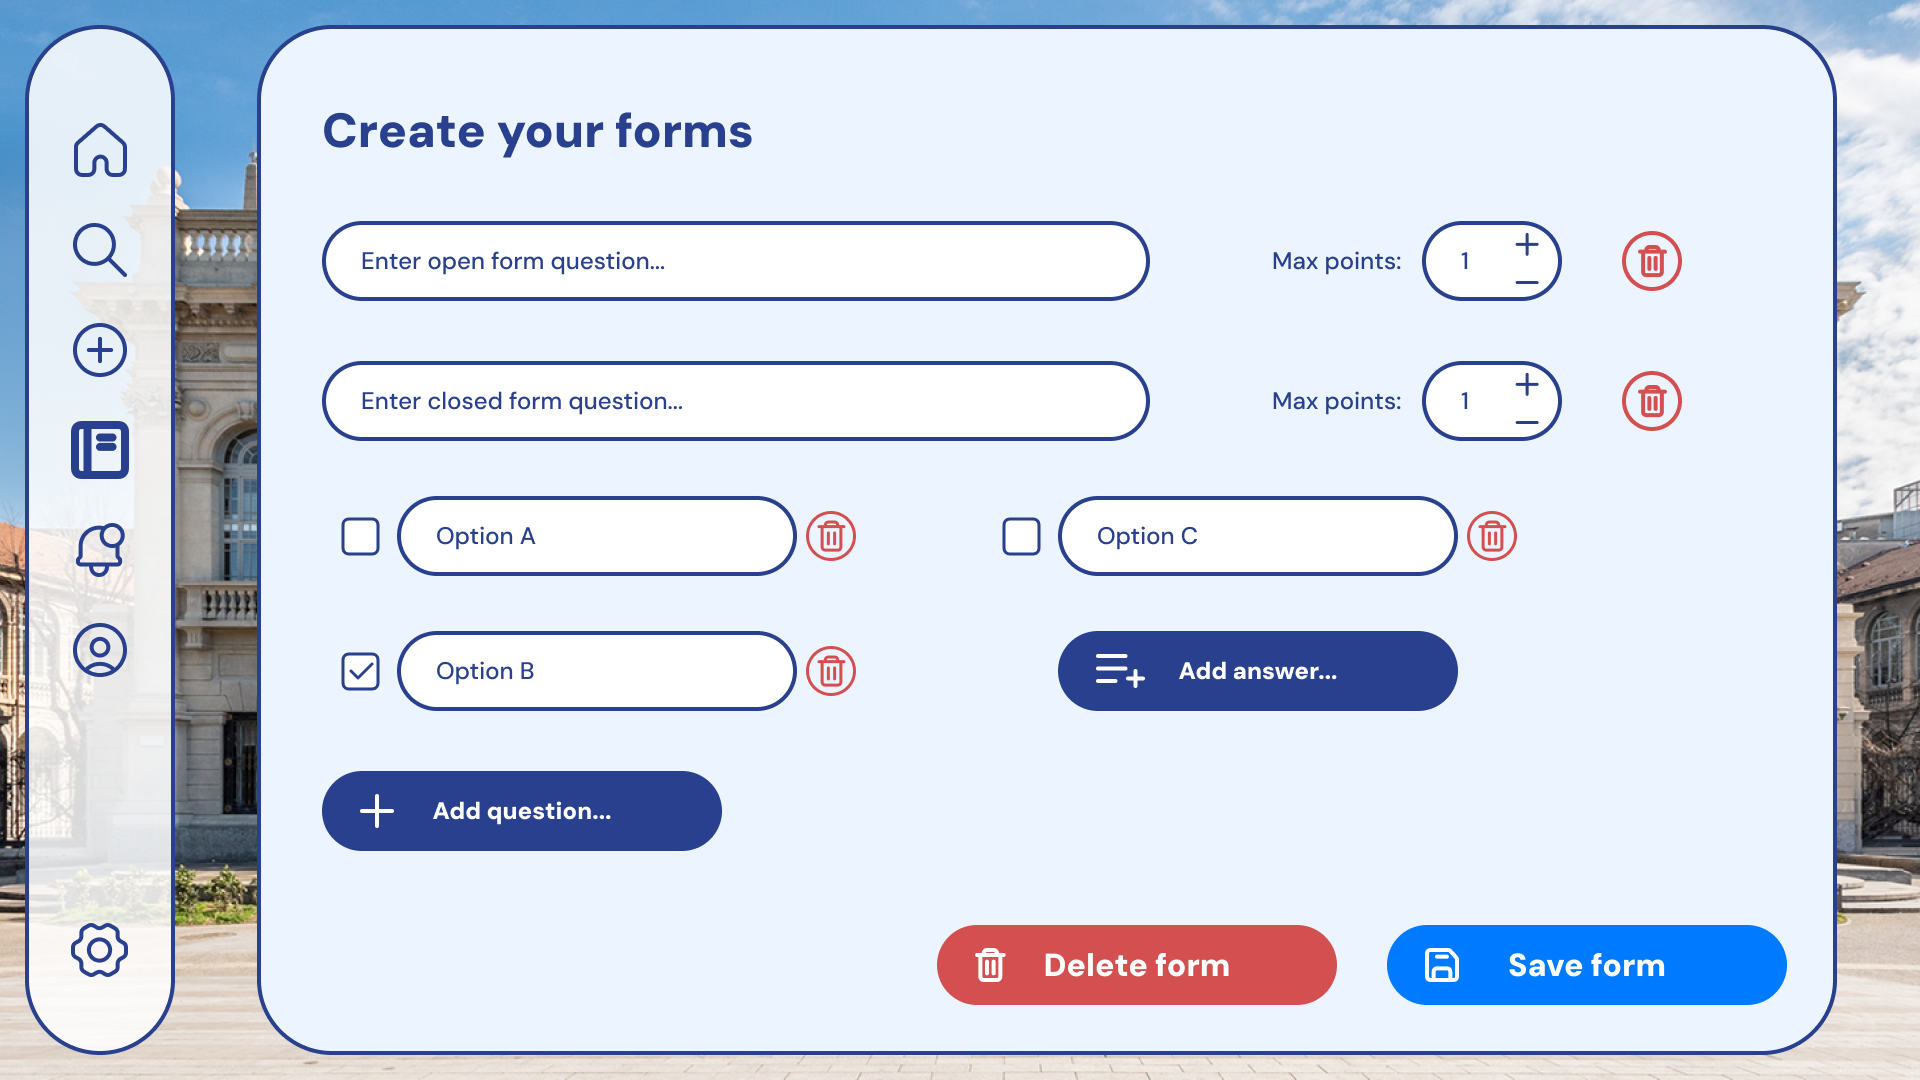 Create your forms
Enter open form question...
Max points:
1
Enter closed form question...
Max points:
1
Option A
Option C
Option B
Add answer...
Add question...
Delete form
Save form